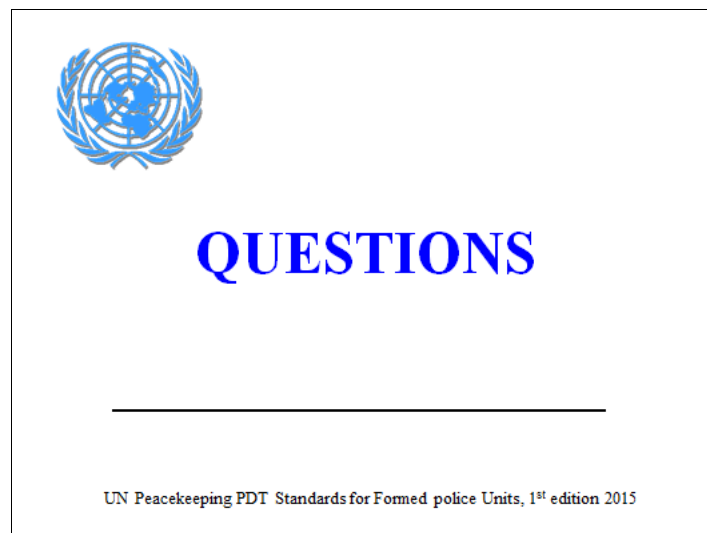 QUESTIONS
UN Peacekeeping PDT Standards for Formed police Units, 1st edition 2015